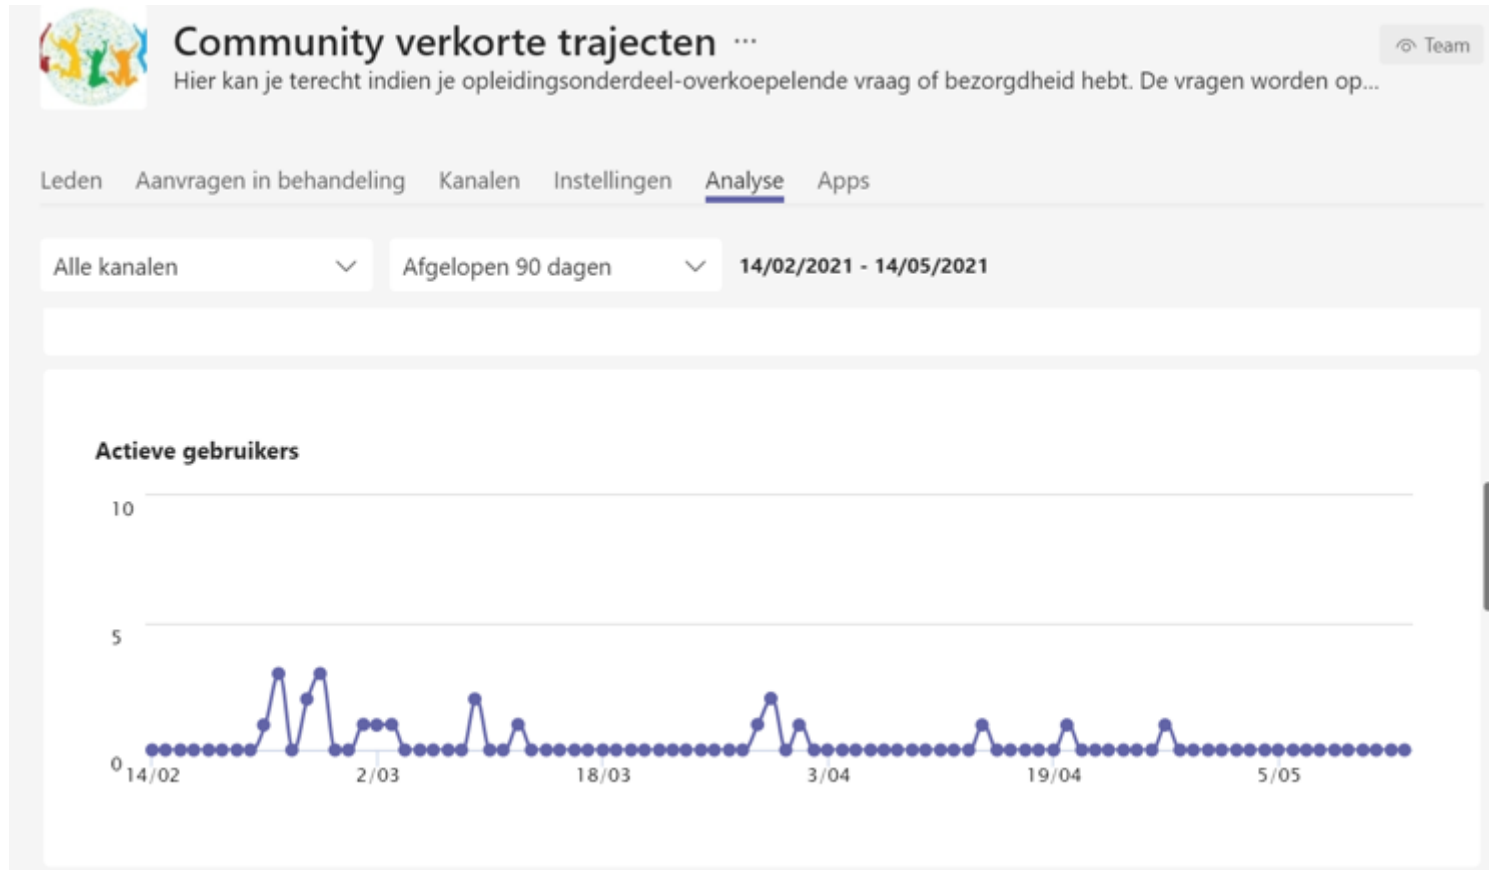 Community verkorte trajecten ...
Team
Hier kan je terecht indien je opleidingsonderdeel-overkoepelende vraag of bezorgdheid hebt. De vragen worden op...
Leden Aanvragen in behandeling Kanalen Instellingen Analyse Apps
Alle kanalen Afgelopen 90 dagen 14/02/2021 - 14/05/2021
Actieve gebruikers
10
5
0
14/02 2/03 18/03 3/04 19/04 5/05